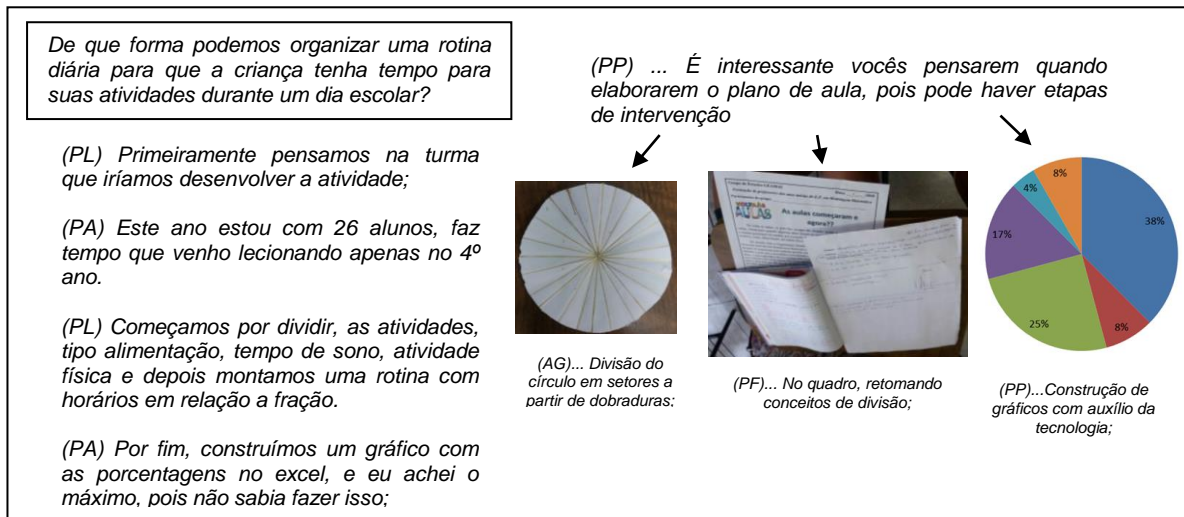 De que forma podemos organizar uma rotina
diária para que a criança tenha tempo para
suas atividades durante um dia escolar?
(PL) Primeiramente pensamos na turma
que iríamos desenvolver a atividade;
(PA) Este ano estou com 26 alunos, faz
tempo que venho lecionando apenas no 4º
ano.
(PL) Começamos por dividir, as atividades,
tipo alimentação, tempo de sono, atividade
física e depois montamos uma rotina com
horários em relação a fração.
(PA) Por fim, construímos um gráfico com
as porcentagens no excel, e eu achei o
máximo, pois não sabia fazer isso;
(PP) ... É interessante vocês pensarem quando
elaborarem o plano de aula, pois pode haver etapas
de intervenção
(AG)... Divisão do
círculo em setores a
partir de dobraduras;
As aulas começaram e
agora??
AULAS
(PF)... No quadro, retomando
conceitos de divisão;
8%
4%
38%
17%
25%
8%
(PP)...Construção de
gráficos com auxílio da
tecnologia;